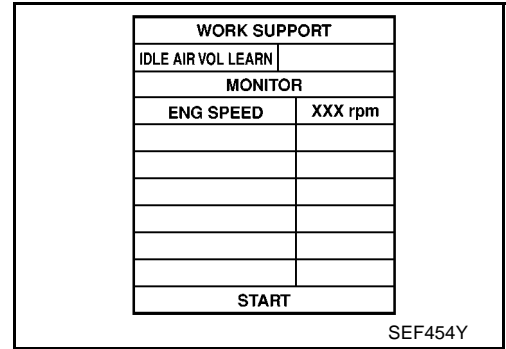 WORK SUPPORT
IDLE AIR VOL LEARN
MONITOR
ENG SPEED XXX rpm
START
SEF454Y